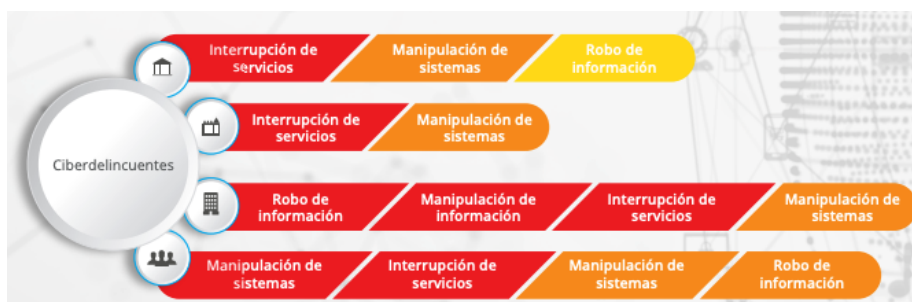 Interrupción de
servicios
Manipulación de
sistemas
Robo de
información
Interrupción de
servicios
Manipulación de
sistemas
Ciberdelincuentes
Robo de
información
Manipulación de
información
Interrupción de
servicios
Manipulación de
sistemas
Manipulación de
sistemas
Interrupción de
servicios
Manipulación de
sistemas
Robo de
información